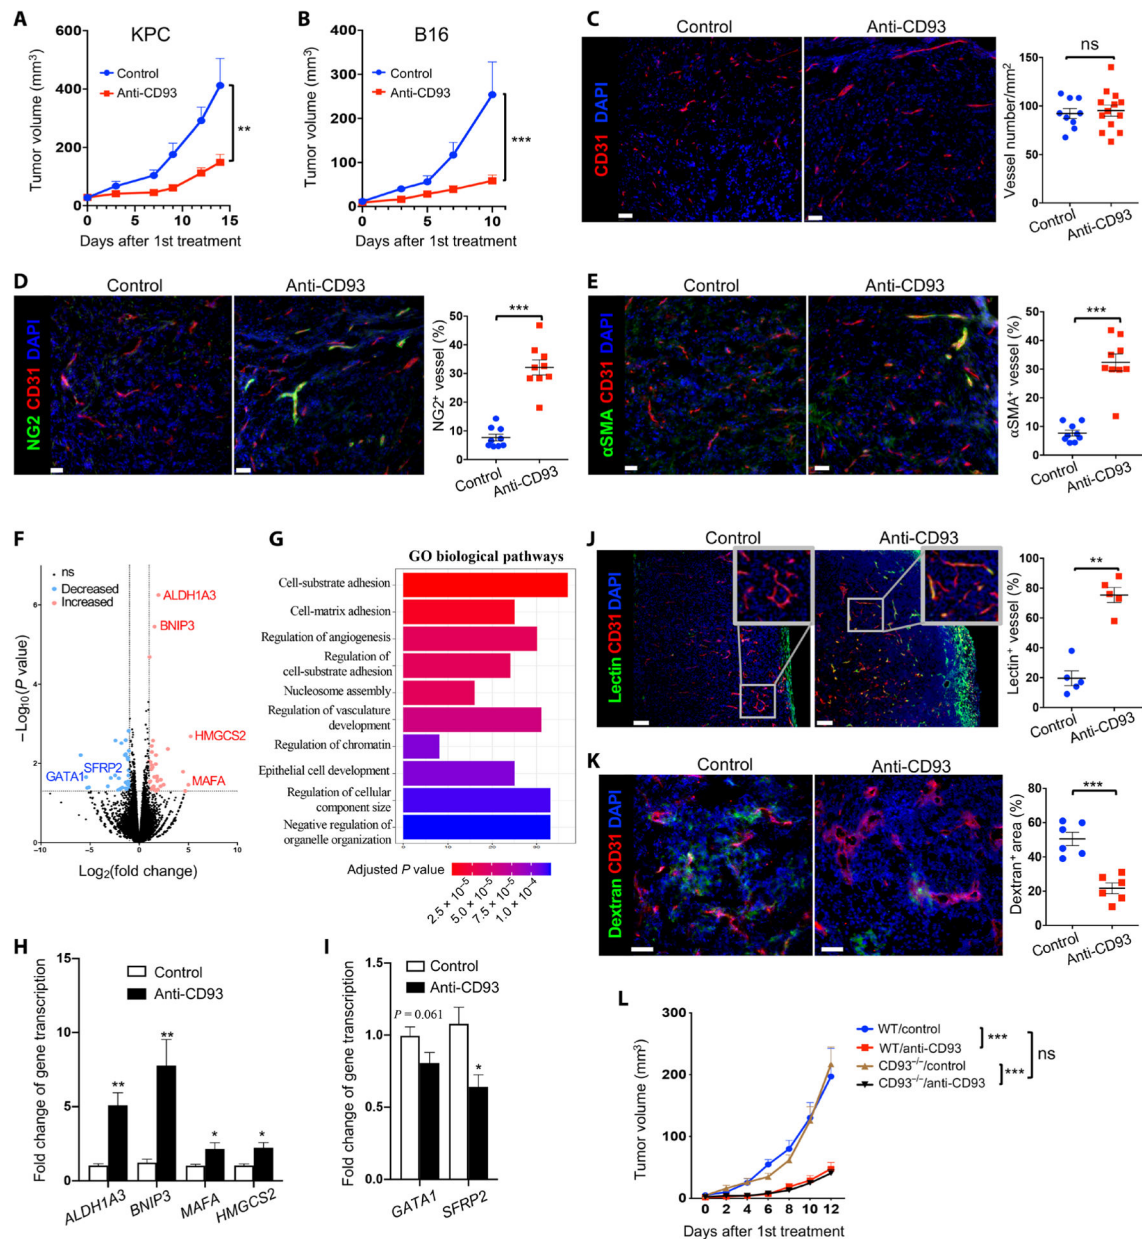 A
KPC
Tumor volume (mm³)
600
400
200
0
Control
Anti-CD93
**
0 5 10 15
Days after 1st treatment
B
B16
Tumor volume (mm³)
400
300
200
100
0
Control
Anti-CD93
***
0 5 10
Days after 1st treatment
C
Control
Anti-CD93
CD31 DAPI
ns
Vessel number/mm2
150
100
50
0
Control
Anti-CD93
D
Control
Anti-CD93
NG2 CD31 DAPI
***
NG2⁺ vessel (%)
50
40
30
20
10
0
Control
Anti-CD93
E
Control
Anti-CD93
αSMA CD31 DAPI
***
αSMA⁺ vessel (%)
50
40
30
20
10
0
Control
Anti-CD93
F
ns
Decreased
Increased
ALDH1A3
BNIP3
HMGCS2
MAFA
SFRP2
GATA1
−Log₁₀(P value)
6
4
2
0
−10 −5 0 5 10
Log₂(fold change)
G
GO biological pathways
Cell-substrate adhesion
Cell-matrix adhesion
Regulation of angiogenesis
Regulation of
cell-substrate adhesion
Nucleosome assembly
Regulation of vasculature
development
Regulation of chromatin
Epithelial cell development
Regulation of cellular
component size
Negative regulation of
organelle organization
0 10 20 30
Adjusted P value
2.5 × 10⁻⁵
5.0 × 10⁻⁵
7.5 × 10⁻⁵
1.0 × 10⁻⁴
H
Fold change of gene transcription
15
10
5
0
Control
Anti-CD93
**
**
*
*
ALDH1A3
BNIP3
MAFA
HMGCS2
I
Fold change of gene transcription
1.5
1.0
0.5
0.0
Control
Anti-CD93
P = 0.061
*
GATA1
SFRP2
J
Control
Anti-CD93
Lectin CD31 DAPI
**
Lectin⁺ vessel (%)
100
80
60
40
20
0
Control
Anti-CD93
K
Control
Anti-CD93
Dextran CD31 DAPI
***
Dextran⁺ area (%)
80
60
40
20
0
Control
Anti-CD93
L
Tumor volume (mm³)
300
200
100
0
WT/control
WT/anti-CD93
CD93⁻/⁻/control
CD93⁻/⁻/anti-CD93
***
***
ns
0 2 4 6 8 10 12
Days after 1st treatment